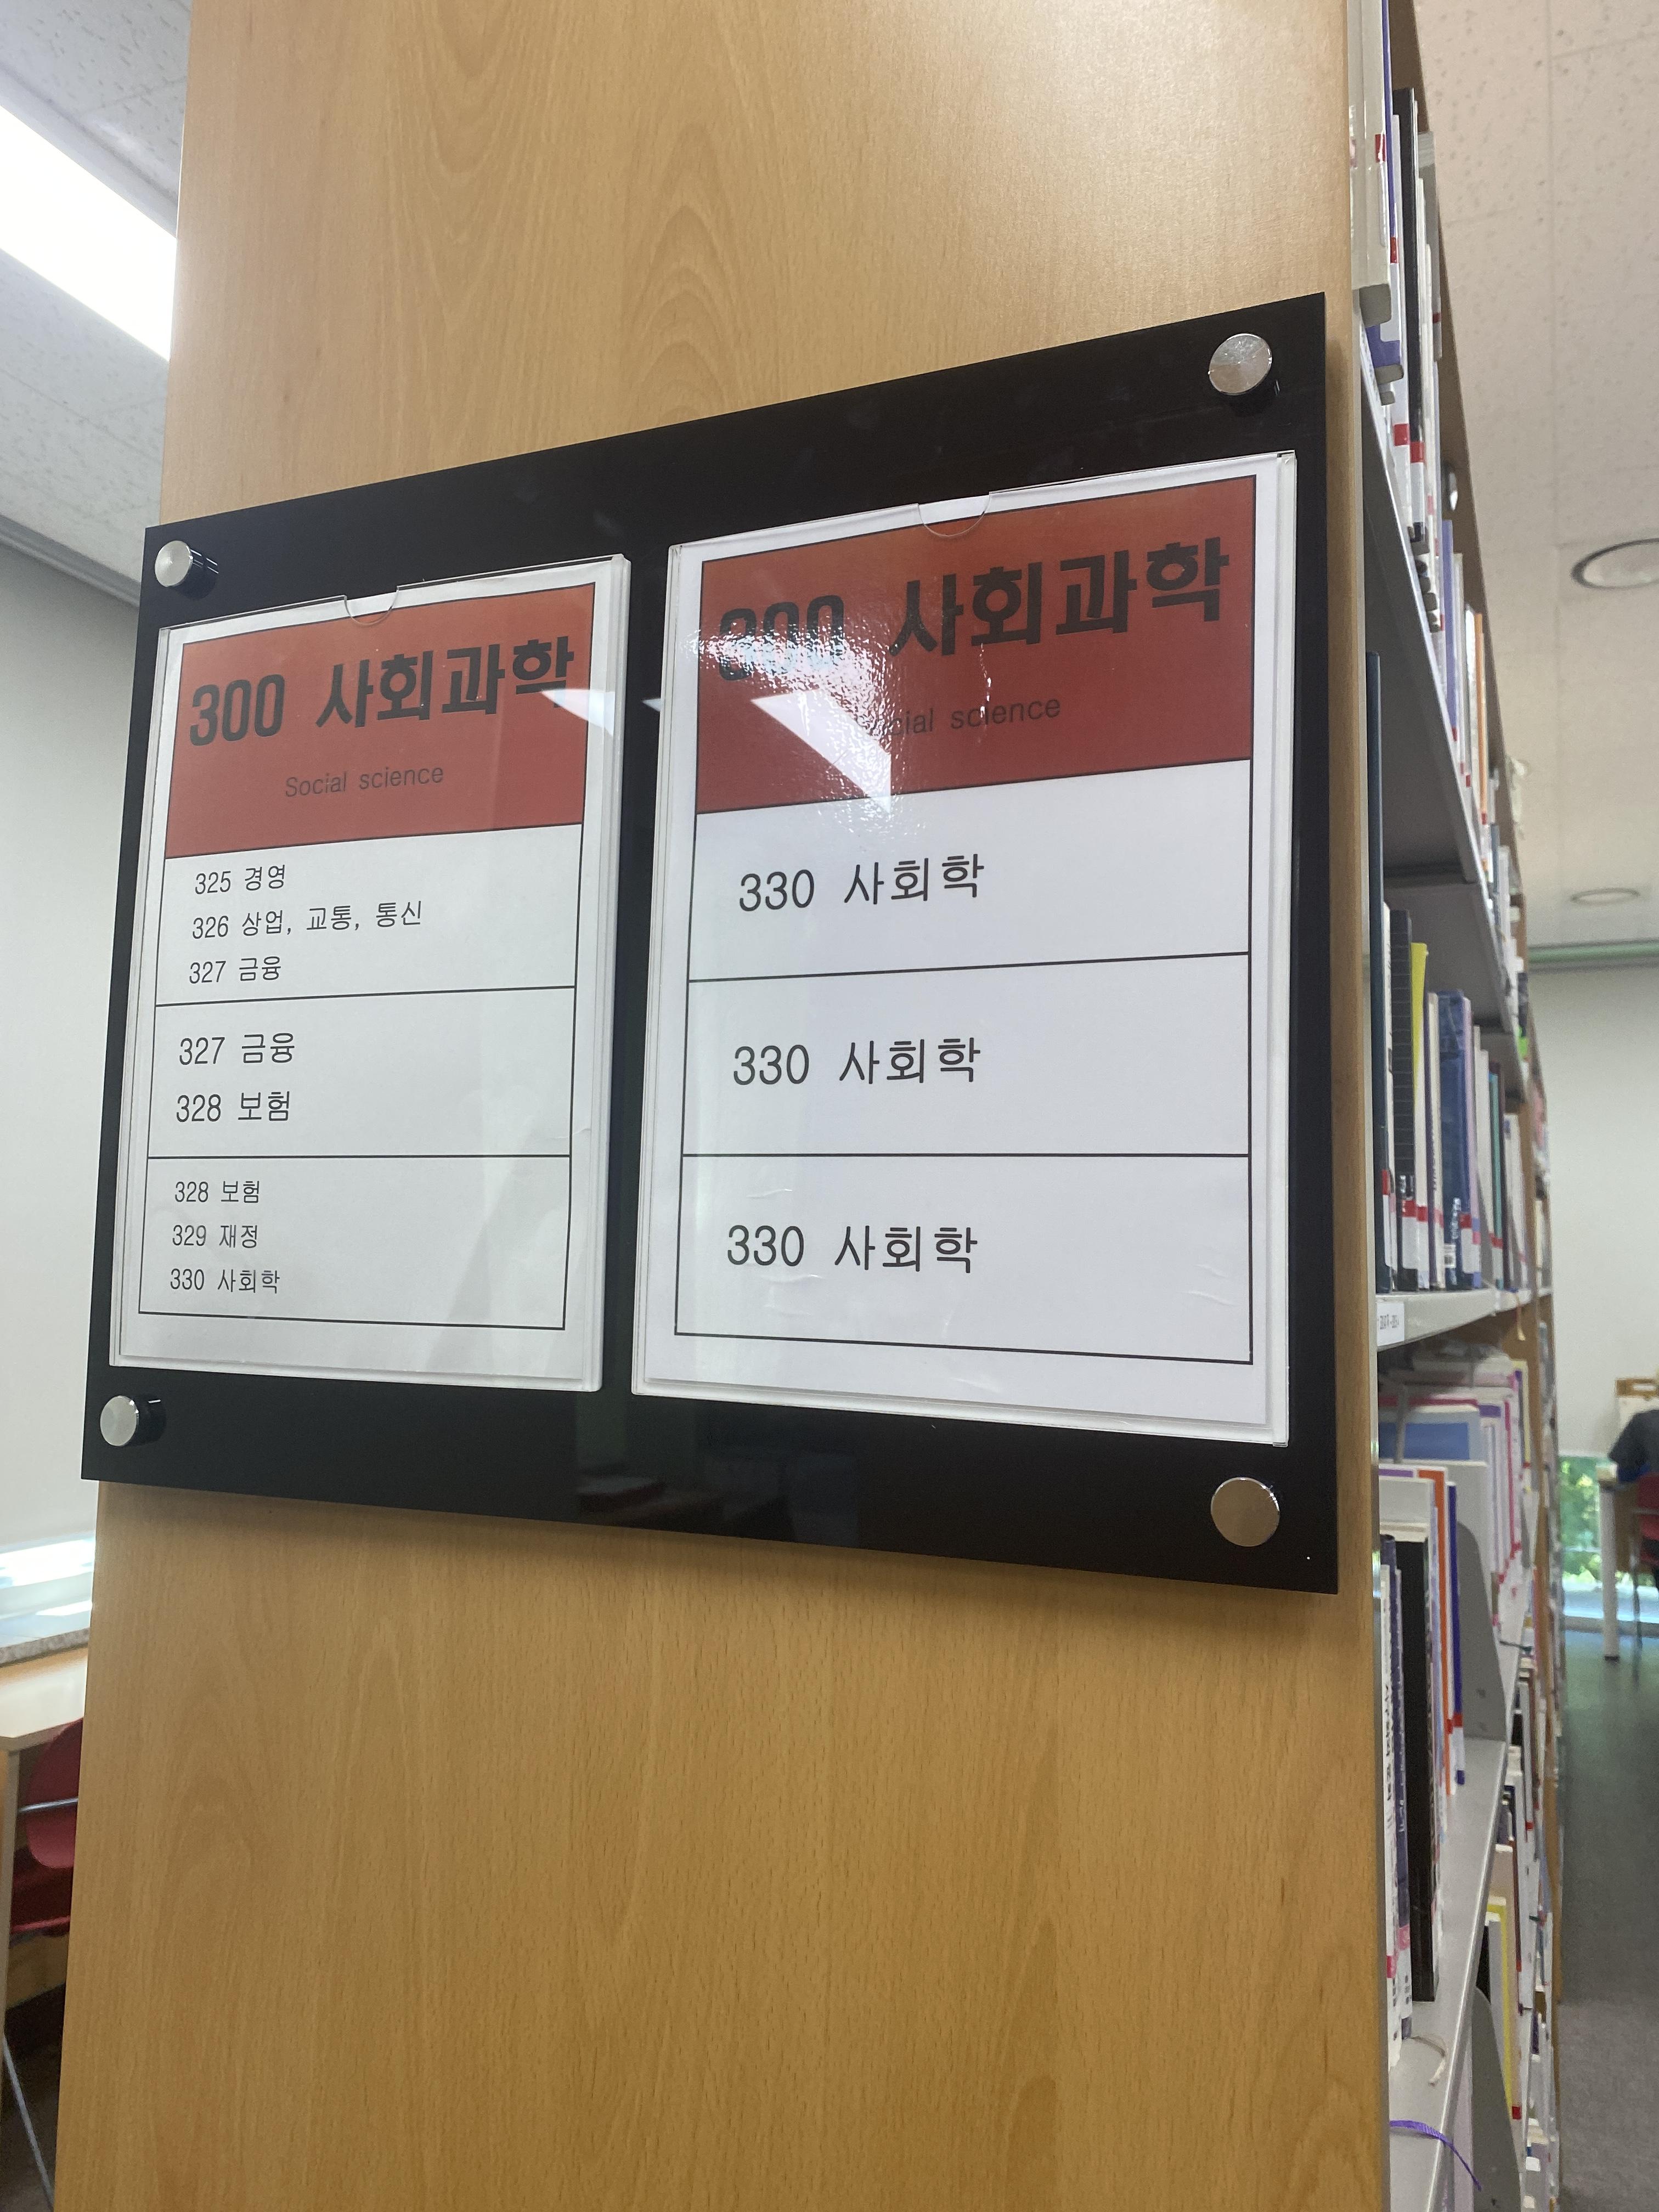 300 사회과학
Social science
325 경영
326 상업, 교통, 통신
327 금융
327 금융
328 보험
328 보험
329 재정
330 사회학
300 사회과학
Social science
330 사회학
330 사회학
330 사회학